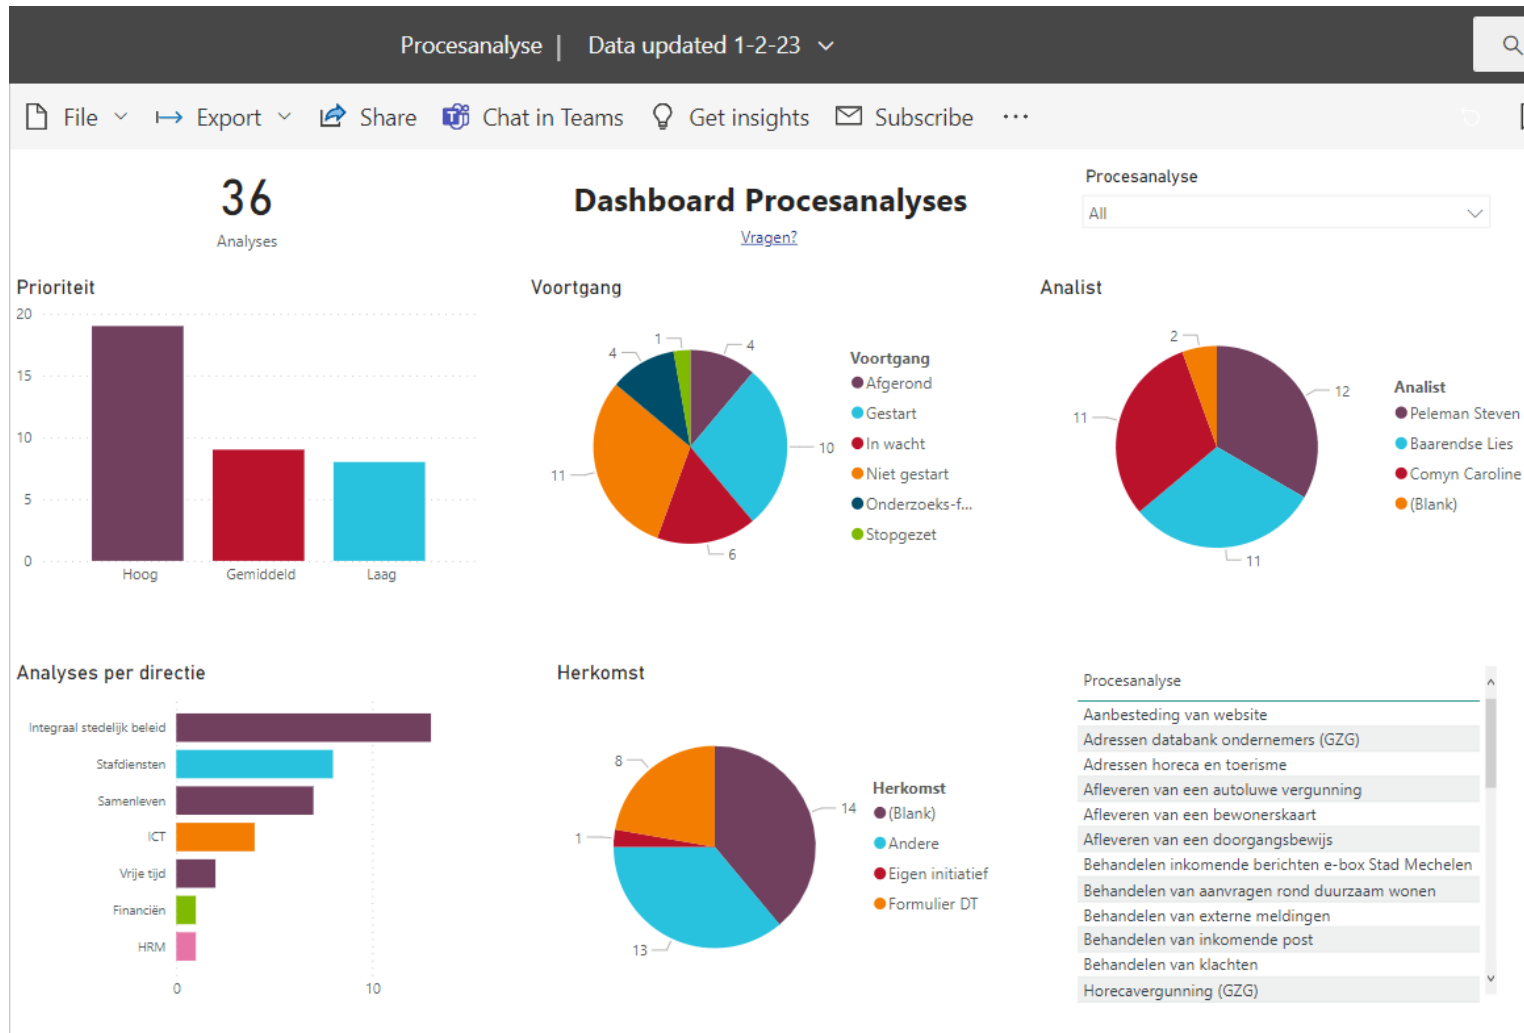 Procesanalyse | Data updated 1-2-23
File Export Share Chat in Teams Get insights Subscribe ...
36
Analyses
Dashboard Procesanalyses
Vragen?
Procesanalyse
All
Prioriteit
20
15
10
5
0
Hoog Gemiddeld Laag
Voortgang
1
4
4
10
11
6
Voortgang
Afgerond
Gestart
In wacht
Niet gestart
Onderzoeks-f...
Stopgezet
Analist
2
12
11
11
Analist
Peleman Steven
Baarendse Lies
Comyn Caroline
(Blank)
Analyses per directie
Integraal stedelijk beleid
Stafdiensten
Samenleven
ICT
Vrije tijd
Financiën
HRM
0 10
Herkomst
8
14
1
13
Herkomst
(Blank)
Andere
Eigen initiatief
Formulier DT
Procesanalyse
Aanbesteding van website
Adressen databank ondernemers (GZG)
Adressen horeca en toerisme
Afleveren van een autoluwe vergunning
Afleveren van een bewonerskaart
Afleveren van een doorgangsbewijs
Behandelen inkomende berichten e-box Stad Mechelen
Behandelen van aanvragen rond duurzaam wonen
Behandelen van externe meldingen
Behandelen van inkomende post
Behandelen van klachten
Horecavergunning (GZG)